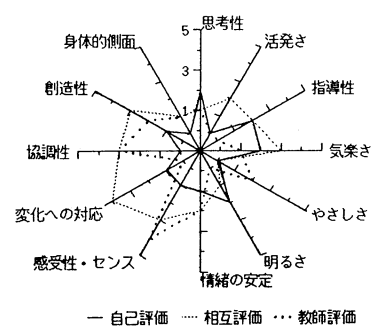 5
思考性
身体的側面
活発さ
3
創造性
指導性
1
協調性
気楽さ
変化への対応
やさしさ
感受性・センス
明るさ
情緒の安定
自己評価 相互評価 教師評価